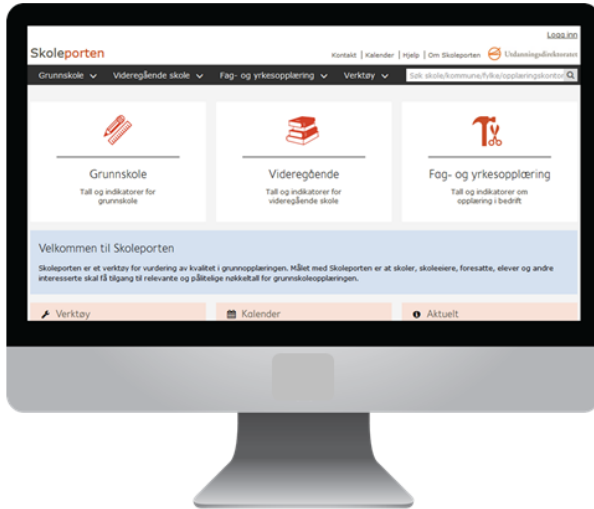 Logg inn
Skoleporten
Kontakt | Kalender | Hjelp | Om Skoleporten Utdanningsdirektoratet
Grunnskole Videregående skole Fag- og yrkesopplæring Verktøy Søk skole/kommune/fylke/opplæringskontor
Grunnskole
Tall og indikatorer for
grunnskole
Videregående
Tall og indikatorer for
videregående skole
Fag- og yrkesopplæring
Tall og indikatorer om
opplæring i bedrift
Velkommen til Skoleporten
Skoleporten er et verktøy for vurdering av kvalitet i grunnopplæringen. Målet med Skoleporten er at skoler, skoleeiere, foresatte, elever og andre
interesserte skal få tilgang til relevante og pålitelige nøkkeltall for grunnskoleopplæringen.
Verktøy
Kalender
Aktuelt